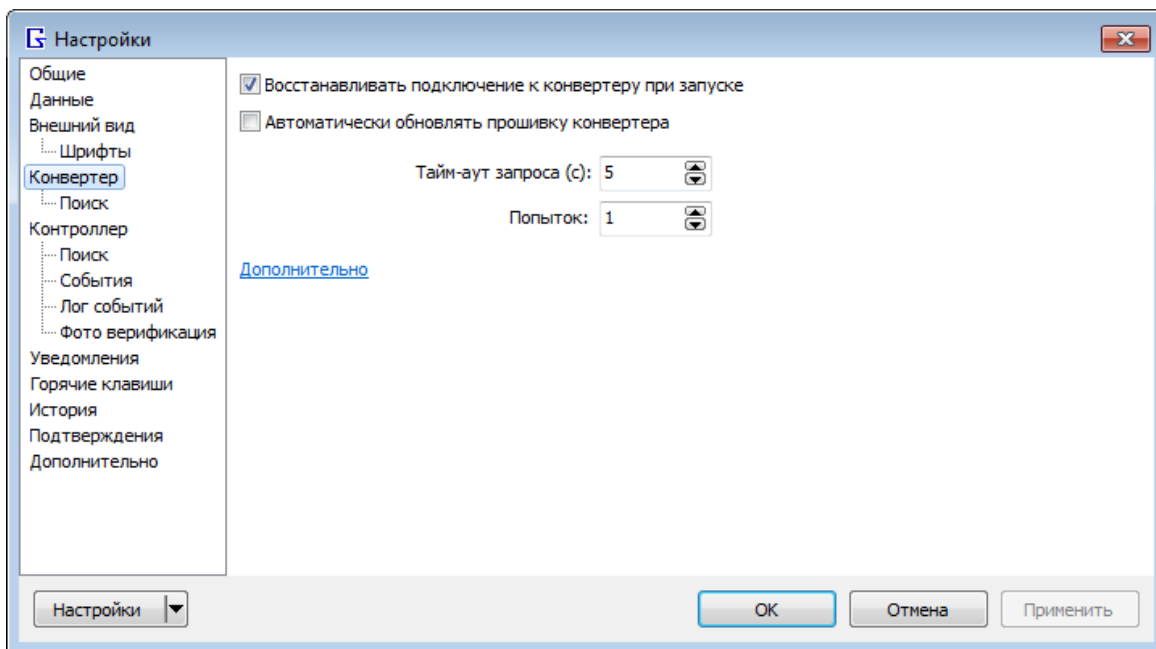 Настройки
Общие
Данные
Внешний вид
Шрифты
Конвертер
Поиск
Контроллер
Поиск
События
Лог событий
Фото верификация
Уведомления
Горячие клавиши
История
Подтверждения
Дополнительно
Восстанавливать подключение к конвертеру при запуске
Автоматически обновлять прошивку конвертера
Тайм-аут запроса (с): 5
Попыток: 1
Дополнительно
Настройки
OK
Отмена
Применить